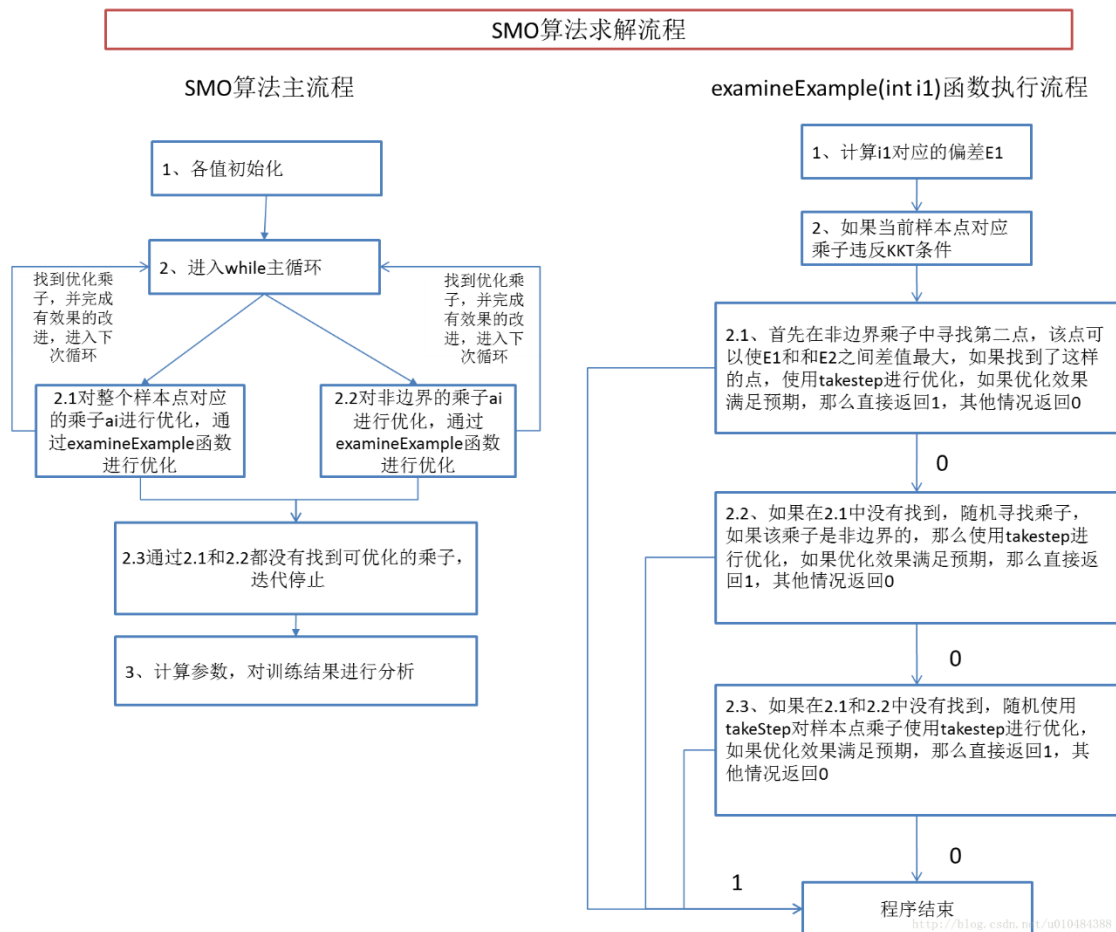 SMO算法求解流程
SMO算法主流程
1、各值初始化
2、进入while主循环
找到优化乘
子，并完成
有效果的改
进，进入下
次循环
找到优化乘
子，并完成
有效果的改
进，进入下
次循环
2.1对整个样本点对应
的乘子ai进行优化，通
过examineExample函数
进行优化
2.2对非边界的乘子ai
进行优化，通过
examineExample函数
进行优化
2.3通过2.1和2.2都没有找到可优化的乘子，
迭代停止
3、计算参数，对训练结果进行分析
examineExample(int i1)函数执行流程
1、计算i1对应的偏差E1
2、如果当前样本点对应
乘子违反KKT条件
2.1、首先在非边界乘子中寻找第二点，该点可
以使E1和和E2之间差值最大，如果找到了这样
的点，使用takestep进行优化，如果优化效果
满足预期，那么直接返回1，其他情况返回0
0
2.2、如果在2.1中没有找到，随机寻找乘子，
如果该乘子是非边界的，那么使用takestep进
行优化，如果优化效果满足预期，那么直接返
回1，其他情况返回0
0
2.3、如果在2.1和2.2中没有找到，随机使用
takeStep对样本点乘子使用takestep进行优化，
如果优化效果满足预期，那么直接返回1，其
他情况返回0
0
1
程序结束
http://blog.csdn.net/u010484388